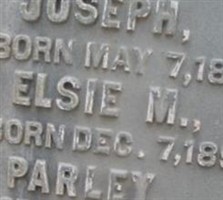 JOSEPH,
BORN MAY 7, 18
ELSIE M.,
BORN DEC. 7, 18
PARLEY